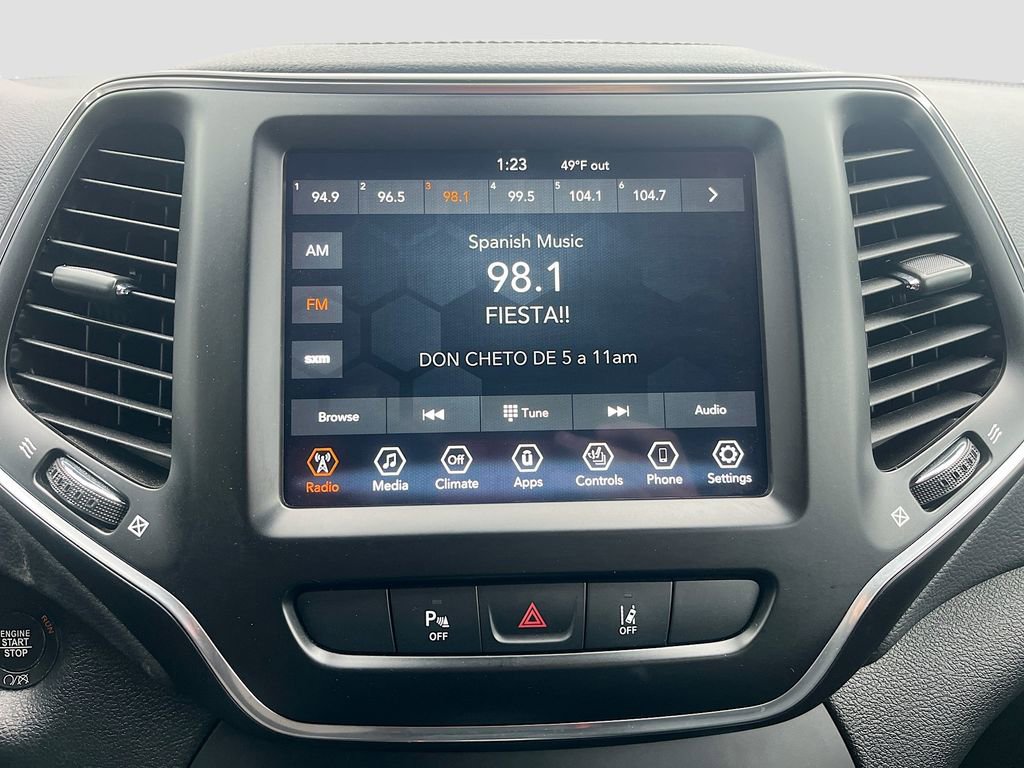 1:23 49°F out
1 94.9 2 96.5 3 98.1 4 99.5 5 104.1 6 104.7
AM
FM
sxm
Spanish Music
98.1
FIESTA!!
DON CHETO DE 5 a 11am
Browse Tune Audio
Off
Radio Media Climate Apps Controls Phone Settings
P OFF
OFF
RUN
ENGINE
START
STOP